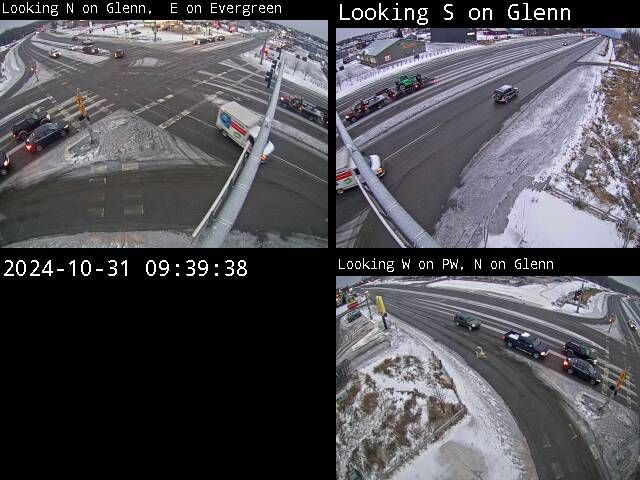 Looking N on Glenn,  E on Evergreen
Looking S on Glenn
2024-10-31 09:39:38
Looking W on PW, N on Glenn